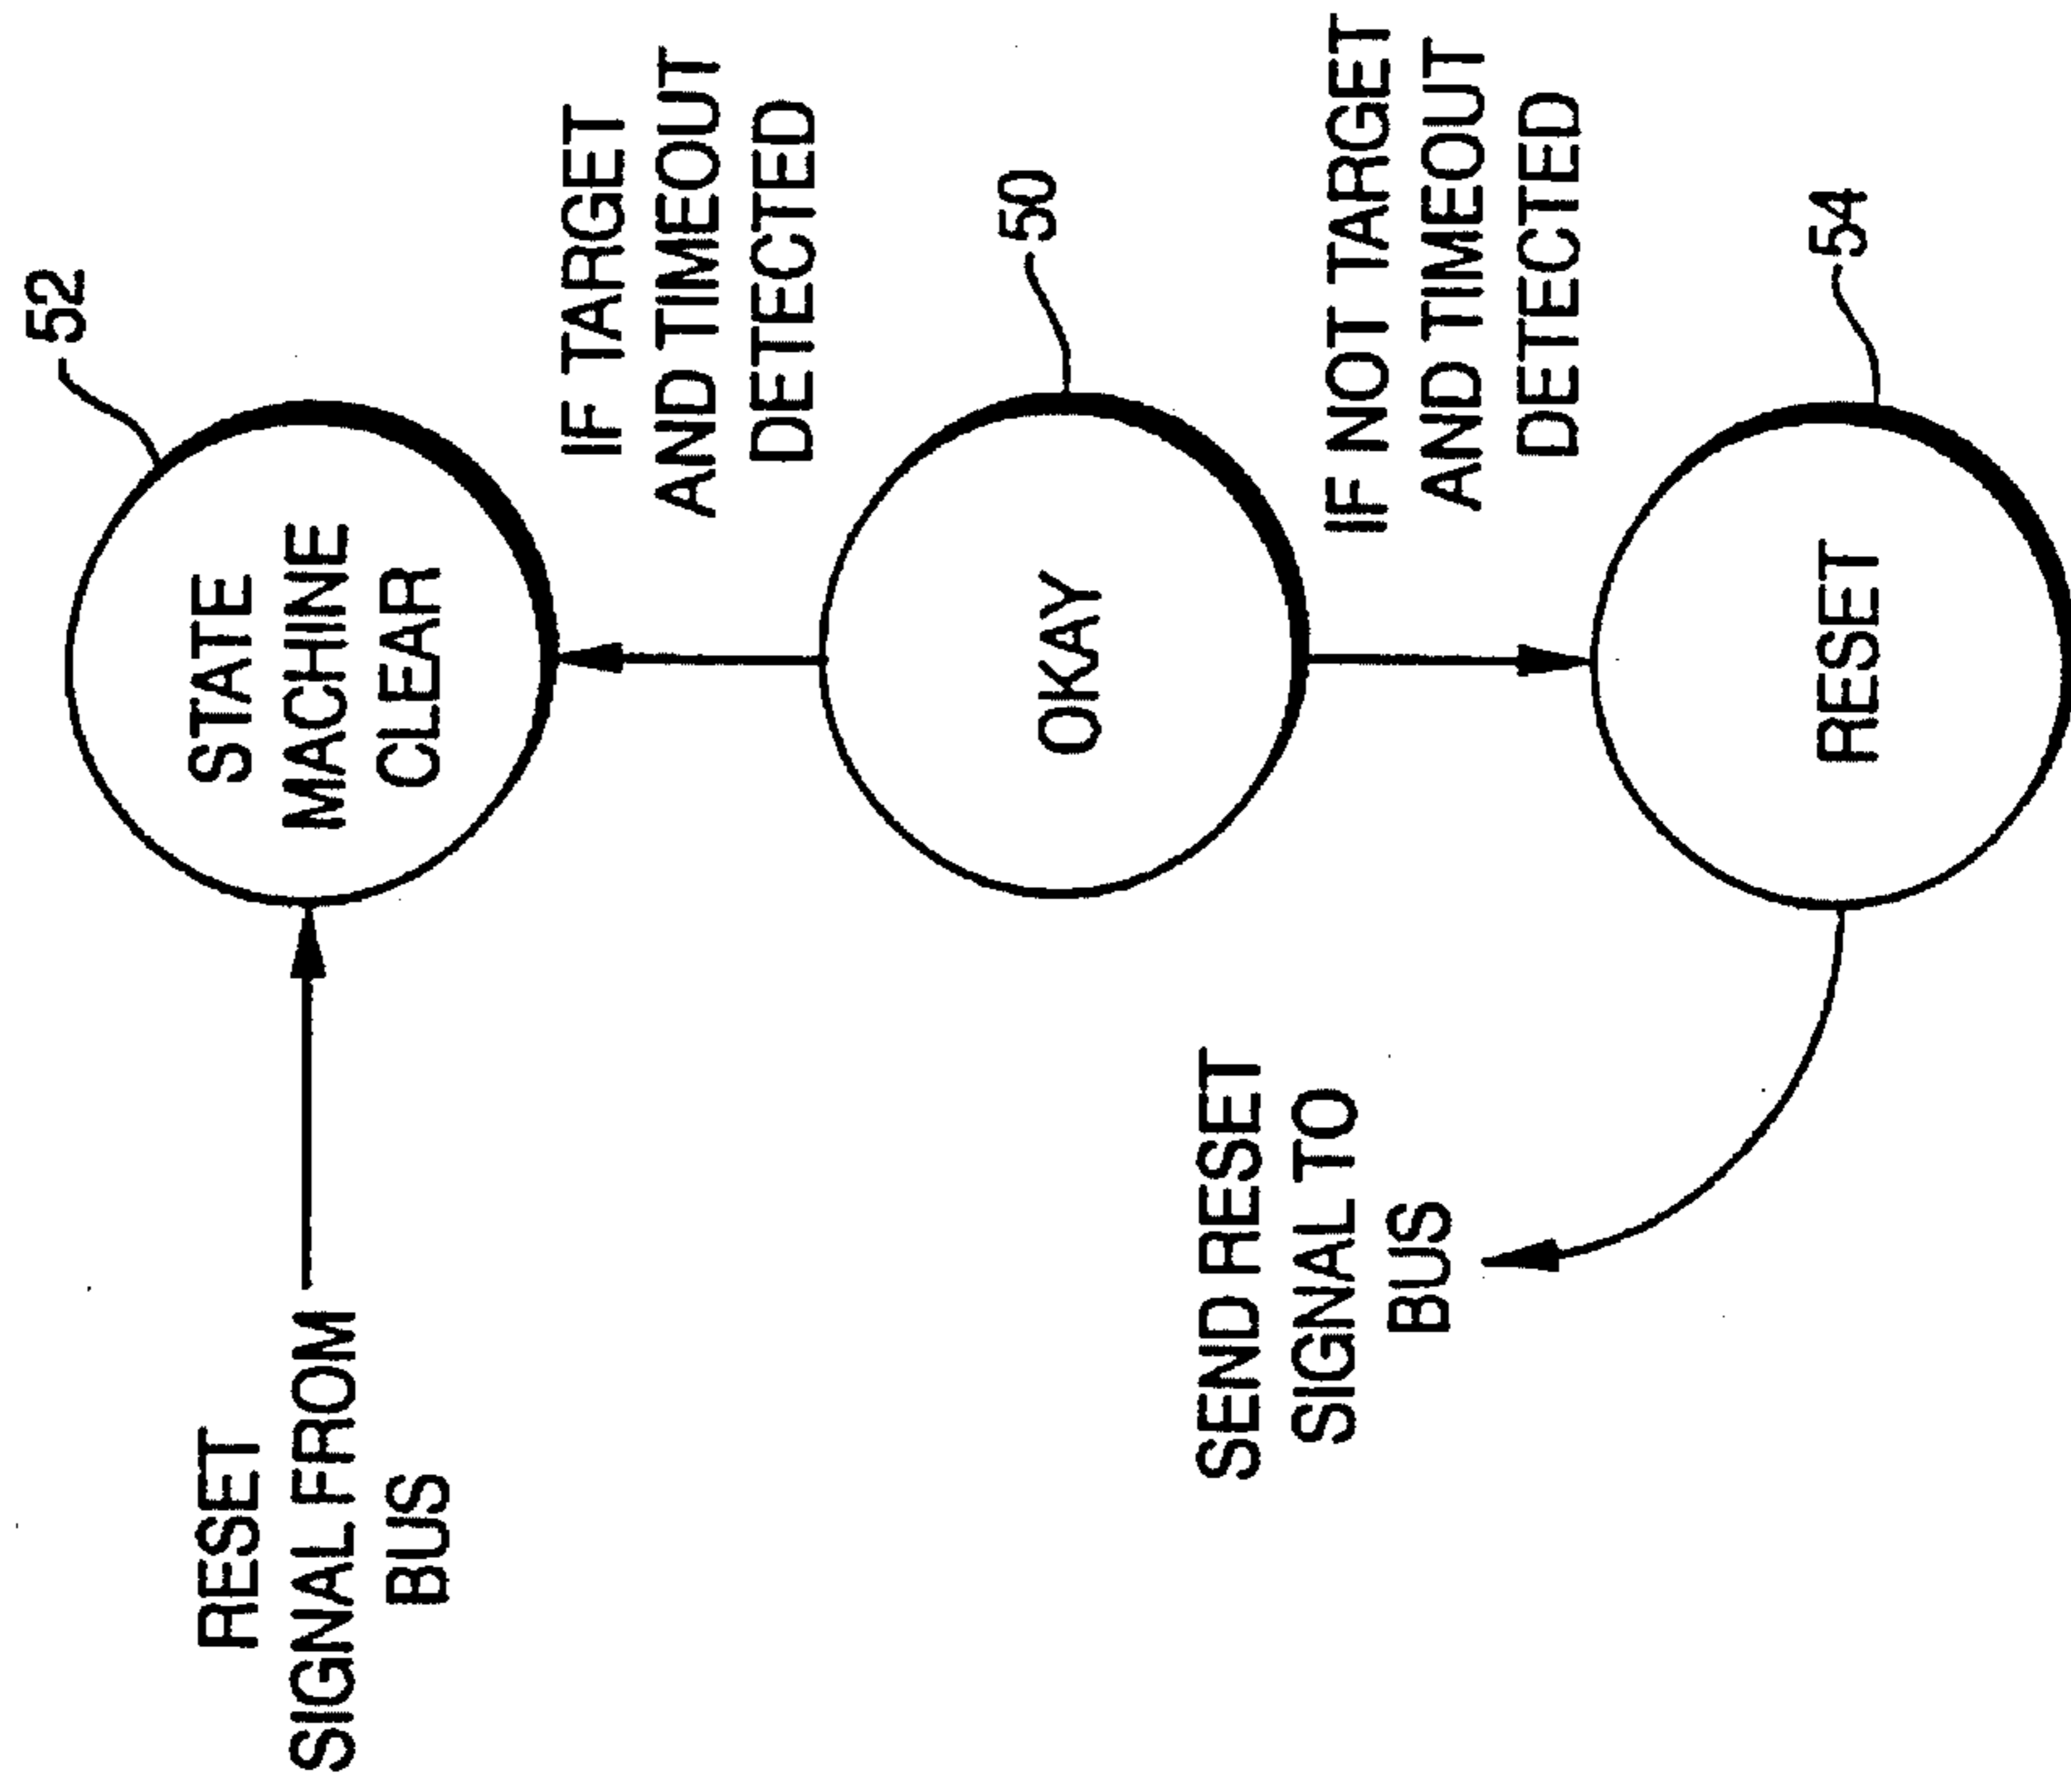 52
STATE
MACHINE
CLEAR
RESET
SIGNAL FROM
BUS
IF TARGET
AND TIMEOUT
DETECTED
50
OKAY
IF NOT TARGET
AND TIMEOUT
DETECTED
SEND RESET
SIGNAL TO
BUS
54
RESET